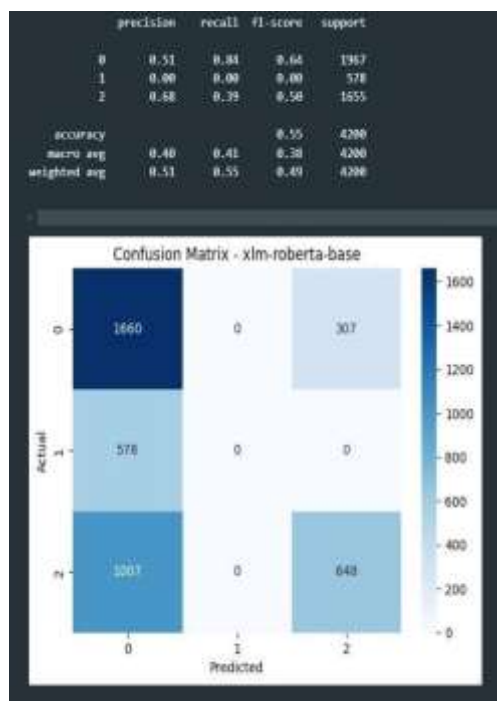 precision recall f1-score support
0 0.51 0.84 0.64 1967
1 0.00 0.00 0.00 578
2 0.68 0.39 0.50 1655
accuracy 0.55 4200
macro avg 0.40 0.41 0.38 4200
weighted avg 0.51 0.55 0.49 4200
Confusion Matrix - xlm-roberta-base
1660 0 307
578 0 0
1007 0 648
0
1
2
Actual
0 1 2
Predicted
1600
1400
1200
1000
800
600
400
200
0